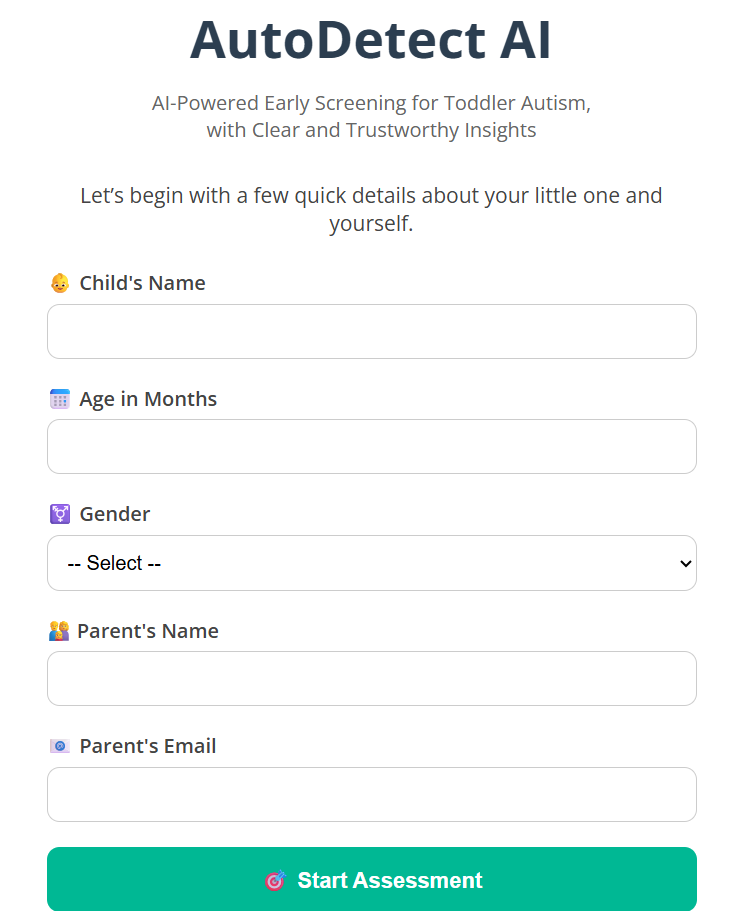 AutoDetect AI
AI-Powered Early Screening for Toddler Autism,
with Clear and Trustworthy Insights
Let’s begin with a few quick details about your little one and
yourself.
Child's Name
Age in Months
Gender
-- Select --
Parent's Name
Parent's Email
Start Assessment